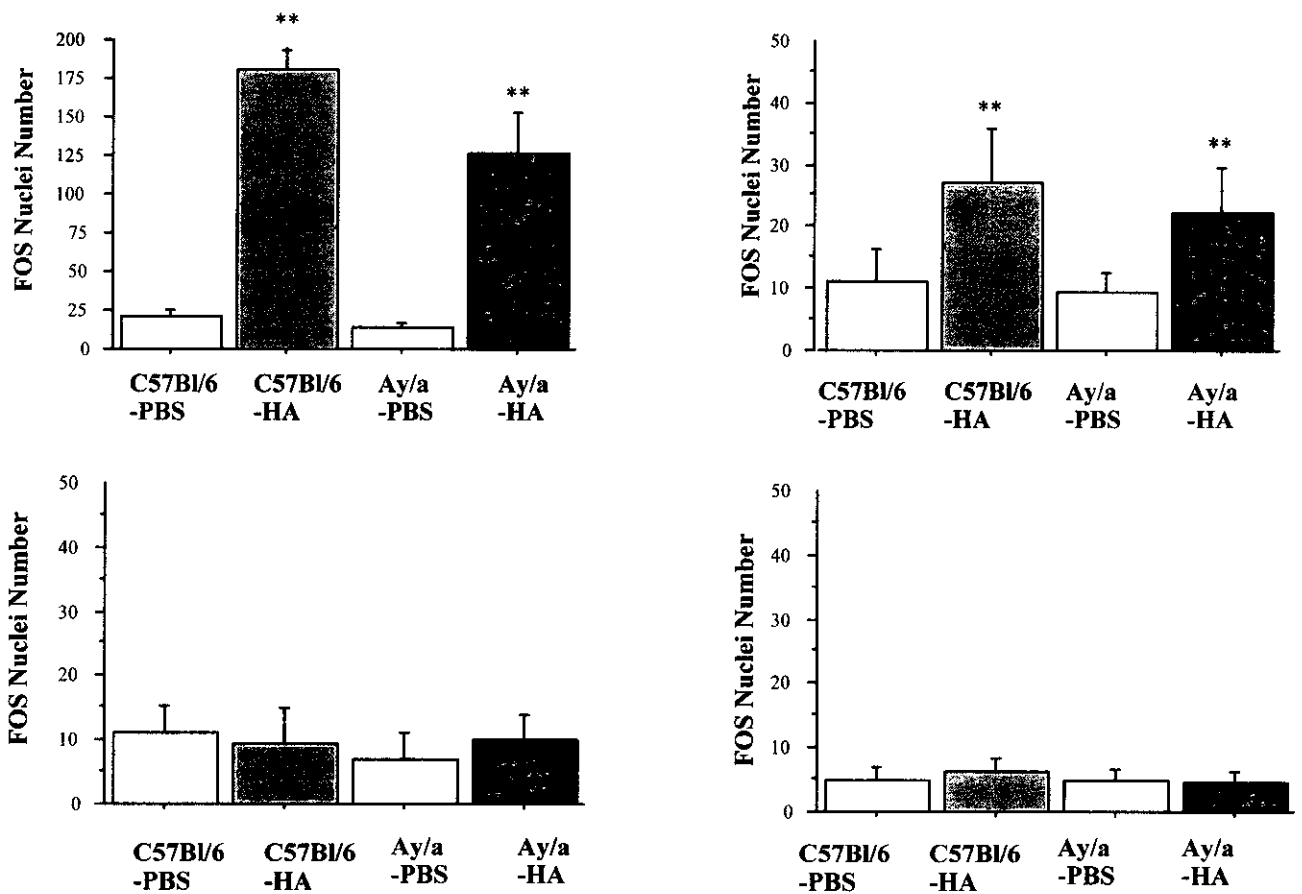 **
**
FOS Nuclei Number
200
175
150
125
100
75
50
25
0
C57Bl/6 C57Bl/6 Ay/a Ay/a
-PBS -HA -PBS -HA
**
**
FOS Nuclei Number
50
40
30
20
10
0
C57Bl/6 C57Bl/6 Ay/a Ay/a
-PBS -HA -PBS -HA
FOS Nuclei Number
50
40
30
20
10
0
C57Bl/6 C57Bl/6 Ay/a Ay/a
-PBS -HA -PBS -HA
FOS Nuclei Number
50
40
30
20
10
0
C57Bl/6 C57Bl/6 Ay/a Ay/a
-PBS -HA -PBS -HA